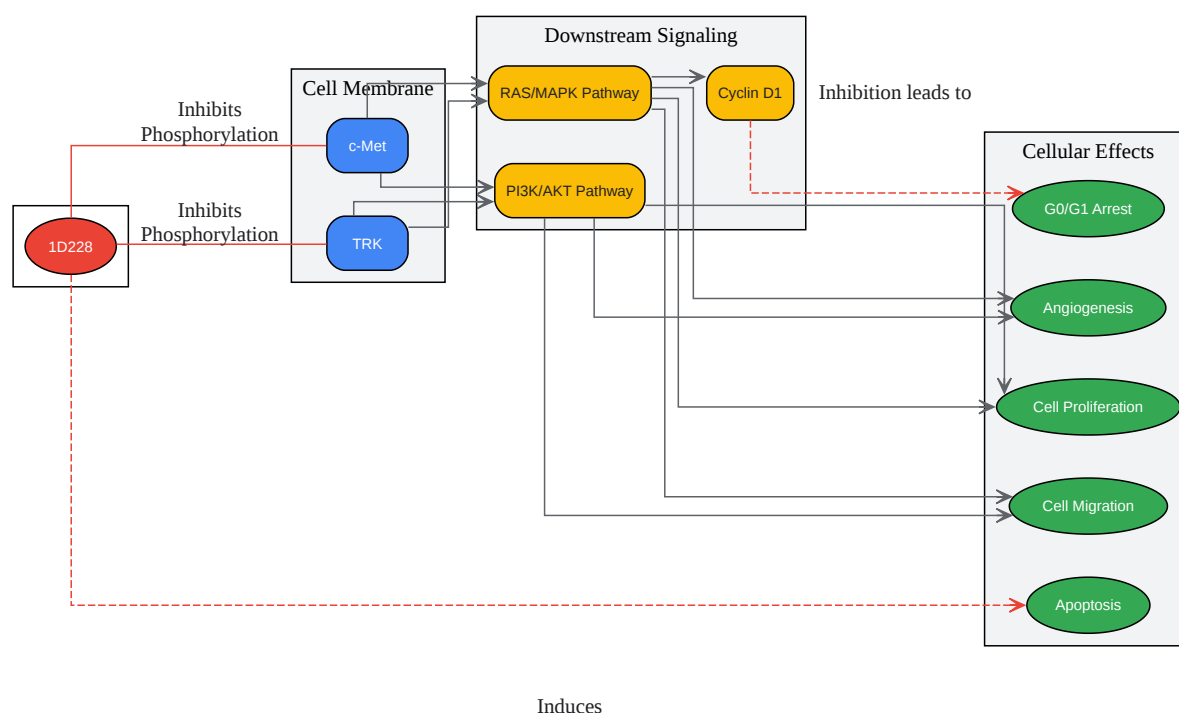 Downstream Signaling
Cell Membrane
RAS/MAPK Pathway
Cyclin D1
Inhibition leads to
Inhibits
Phosphorylation
c-Met
Cellular Effects
PI3K/AKT Pathway
G0/G1 Arrest
Inhibits
Phosphorylation
1D228
TRK
Angiogenesis
Cell Proliferation
Cell Migration
Apoptosis
Induces